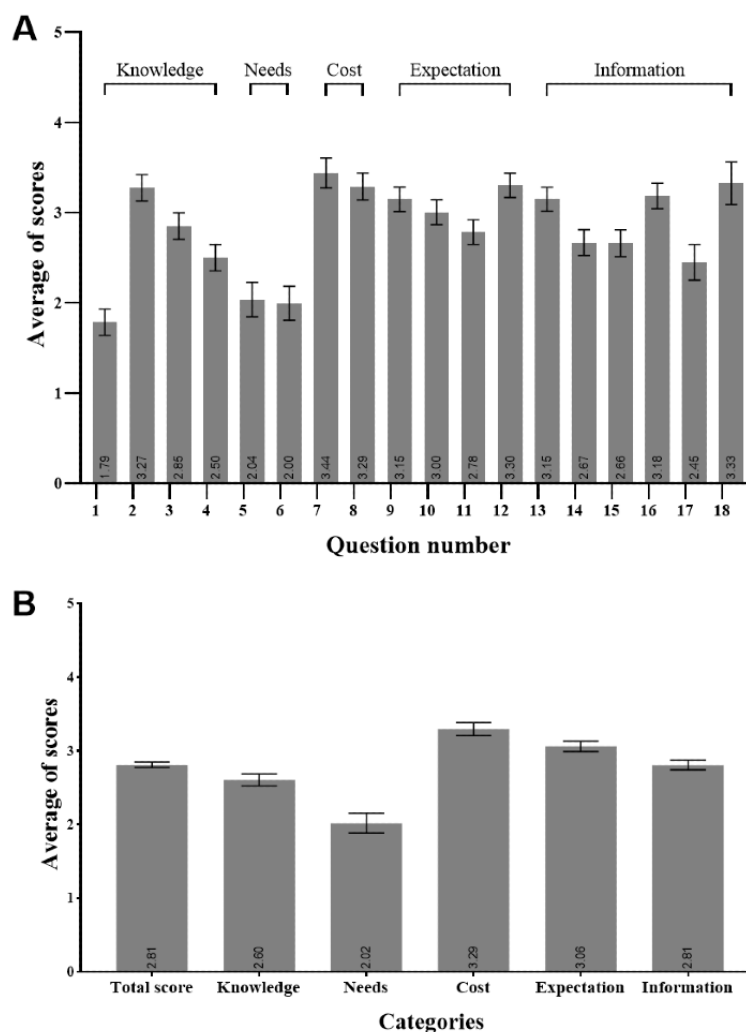 A
5
Knowledge Needs Cost Expectation Information
4
3
2
1
0
Average of scores
1.79 3.27 2.85 2.50 2.04 2.00 3.44 3.29 3.15 3.00 2.78 3.30 3.15 2.67 2.66 3.18 2.45 3.33
1 2 3 4 5 6 7 8 9 10 11 12 13 14 15 16 17 18
Question number
B
5
4
3
2
1
0
Average of scores
2.81 2.60 2.02 3.29 3.06 2.81
Total score Knowledge Needs Cost Expectation Information
Categories